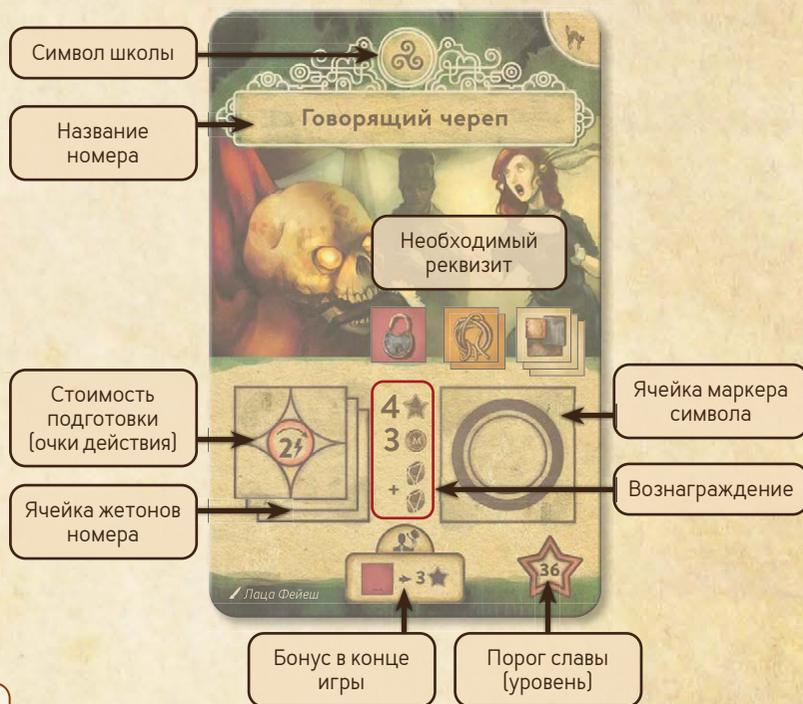 Символ школы
Название
номера
Говорящий череп
Необходимый
реквизит
Стоимость
подготовки
(очки действия)
2
4
3 М
+
Ячейка маркера
символа
Вознаграждение
Ячейка жетонов
номера
3
36
Лаца Фейеш
Бонус в конце
игры
Порог славы
(уровень)